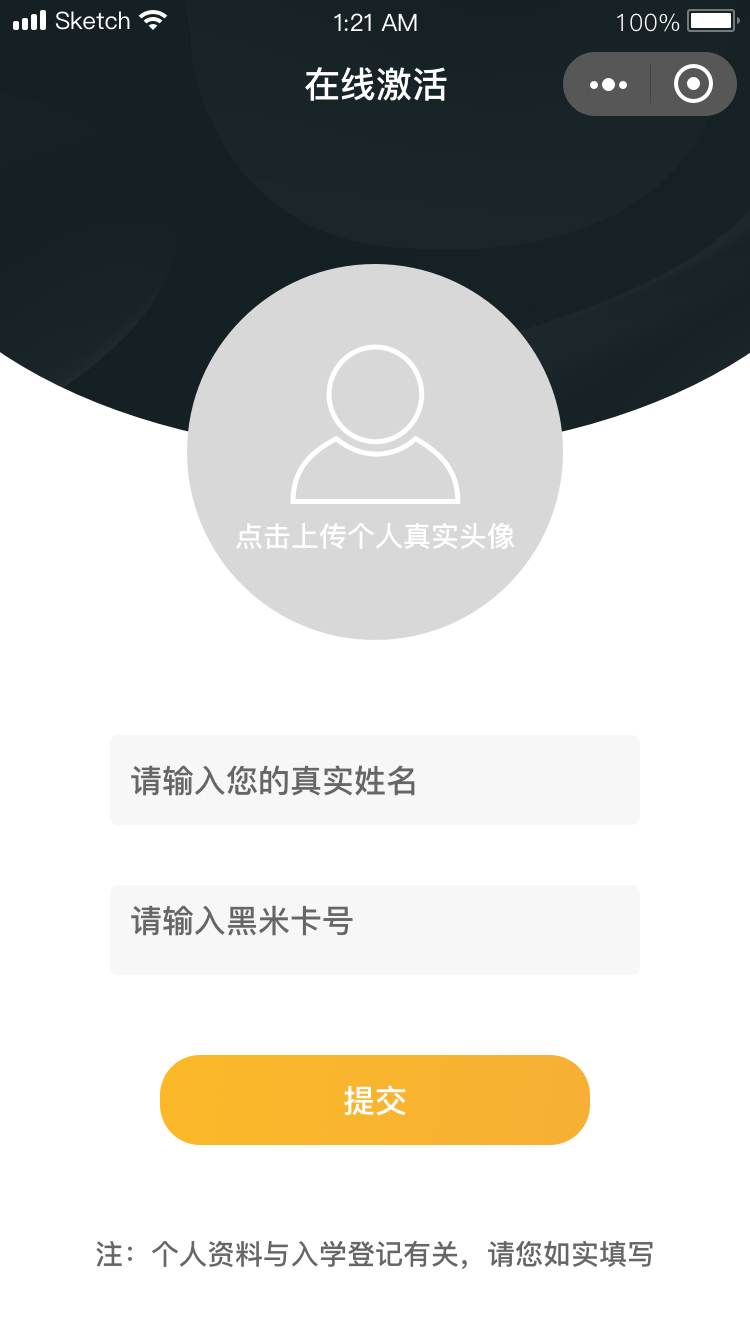 Sketch 1:21 AM 100%
在线激活
点击上传个人真实头像
请输入您的真实姓名
请输入黑米卡号
提交
注：个人资料与入学登记有关，请您如实填写